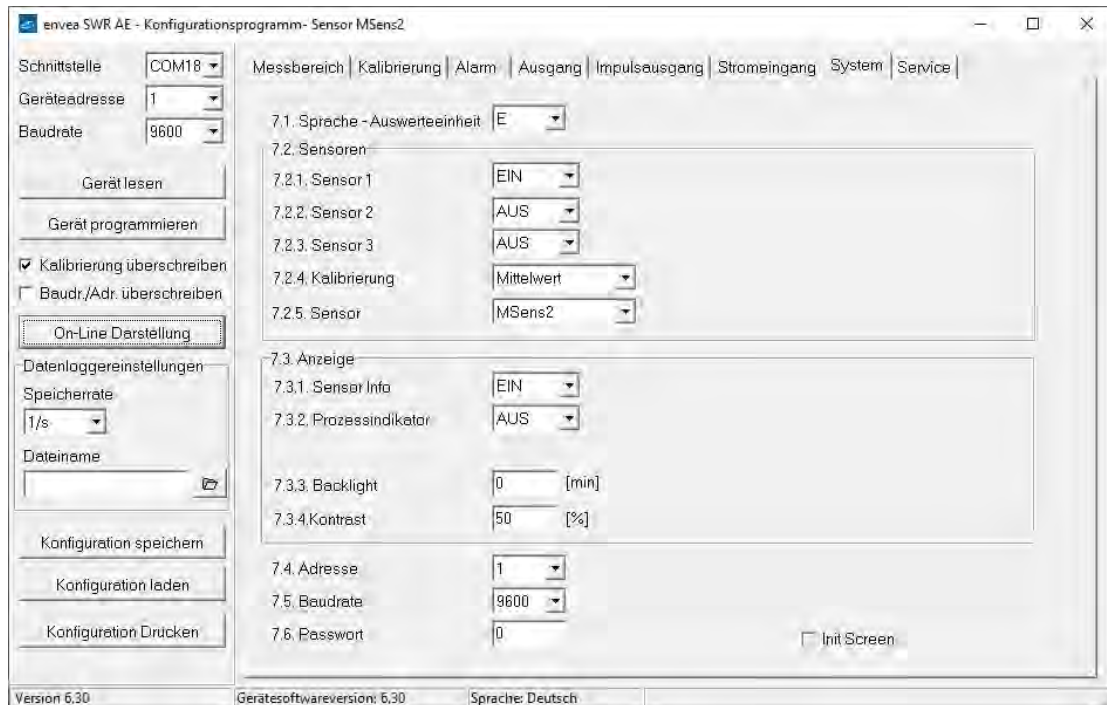 envea SWR AE - Konfigurationsprogramm- Sensor MSens2
Schnittstelle COM18
Geräteadresse 1
Baudrate 9600
Gerät lesen
Gerät programmieren
Kalibrierung überschreiben
Baudr./Adr. überschreiben
On-Line Darstellung
Datenloggereinstellungen
Speicherrate
1/s
Dateiname
Konfiguration speichern
Konfiguration laden
Konfiguration Drucken
Messbereich Kalibrierung Alarm Ausgang Impulsausgang Stromeingang System Service
7.1. Sprache - Auswerteeinheit E
7.2. Sensoren
7.2.1. Sensor 1 EIN
7.2.2. Sensor 2 AUS
7.2.3. Sensor 3 AUS
7.2.4. Kalibrierung Mittelwert
7.2.5. Sensor MSens2
7.3. Anzeige
7.3.1. Sensor Info EIN
7.3.2. Prozessindikator AUS
7.3.3. Backlight 0 [min]
7.3.4.Kontrast 50 [%]
7.4. Adresse 1
7.5. Baudrate 9600
7.6. Passwort 0
Init Screen
Version 6,30 Gerätesoftwareversion: 6,30 Sprache: Deutsch